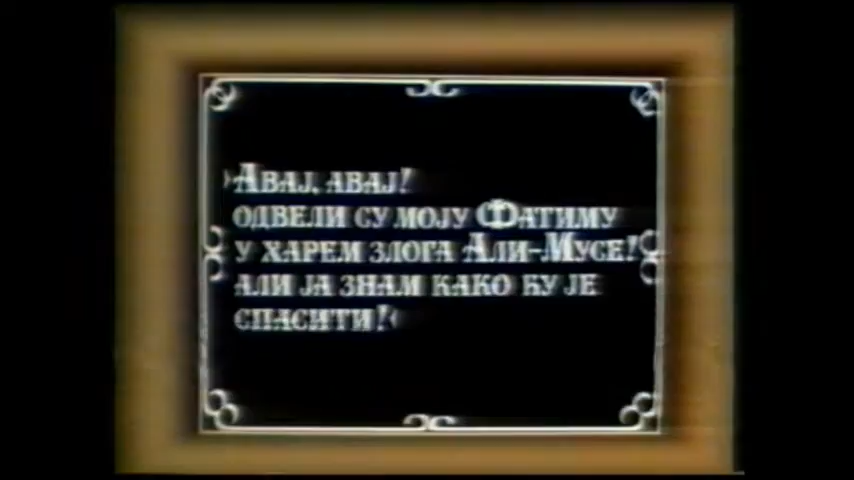 ›Авај, авај!
одвели су моју Фатиму
у харем злога Али-Мусе!
али ја знам како ћу је
спасити!‹